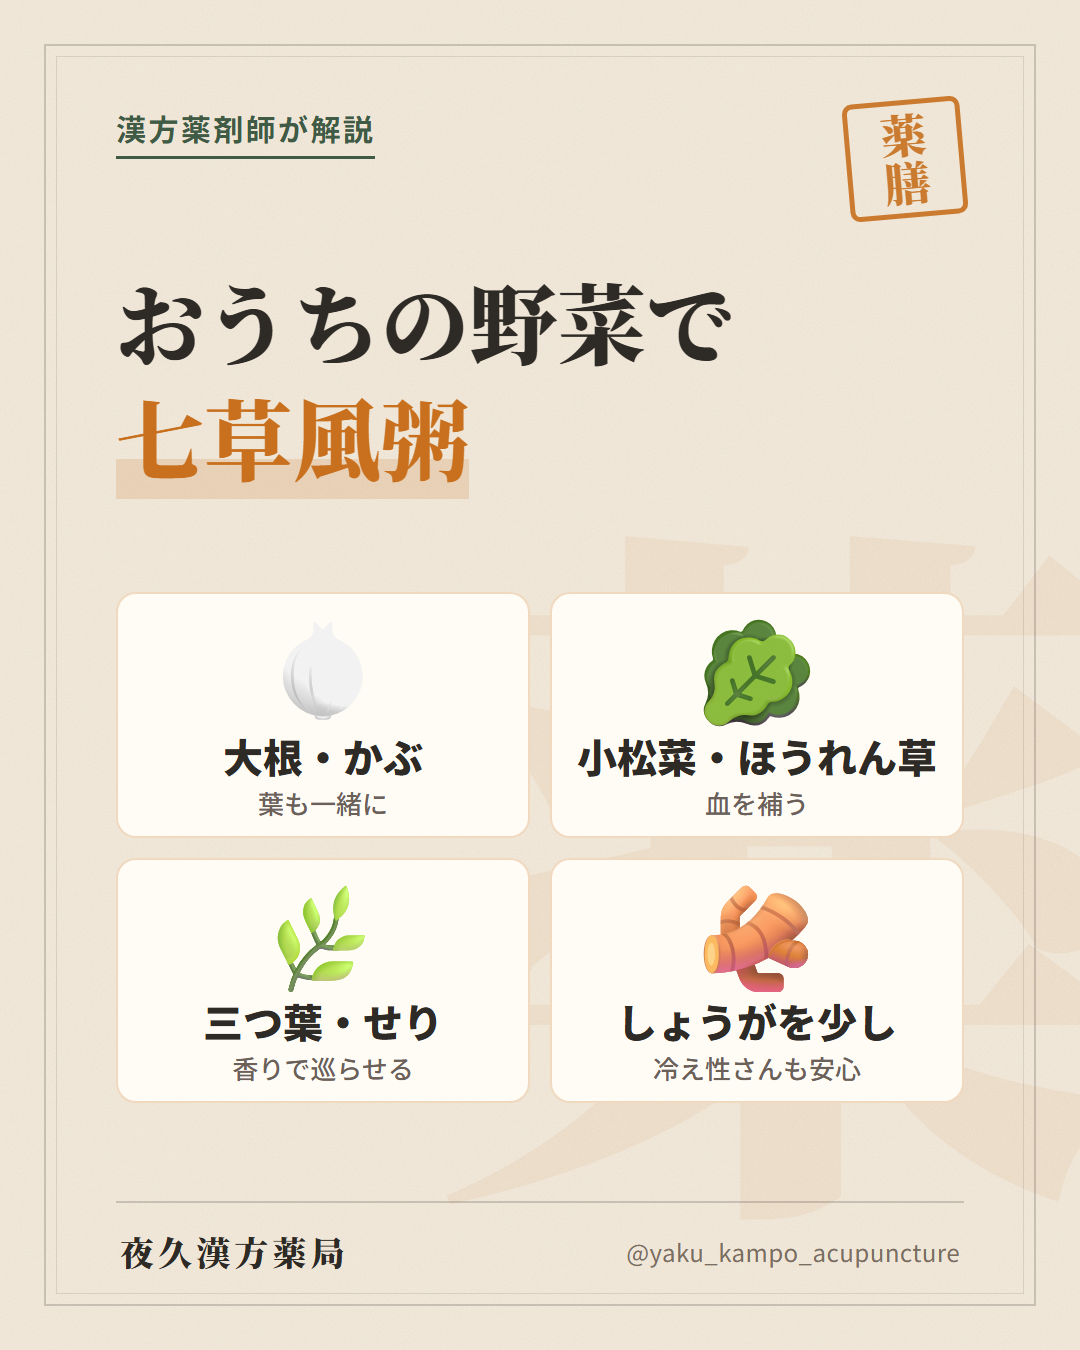 漢方薬剤師が解説
薬
膳
おうちの野菜で
七草風粥
大根・かぶ
葉も一緒に
小松菜・ほうれん草
血を補う
三つ葉・せり
香りで巡らせる
しょうがを少し
冷え性さんも安心
菜
夜久漢方薬局
@yaku_kampo_acupuncture